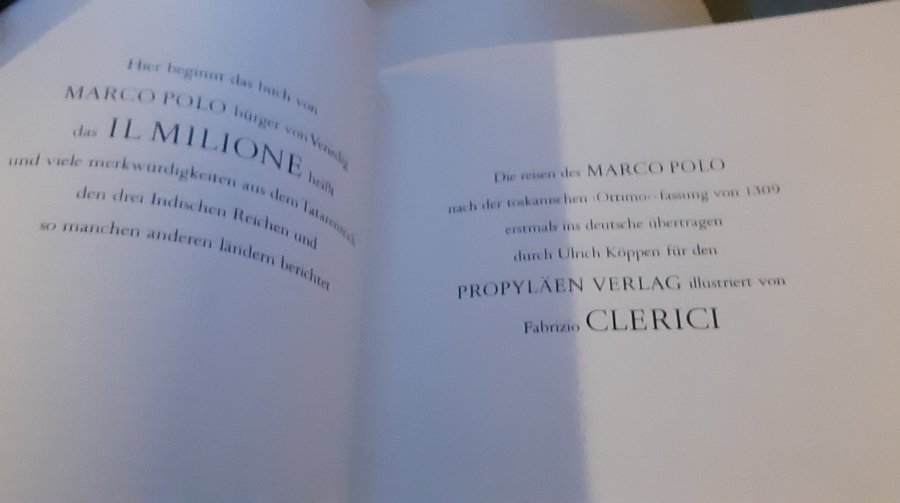 Hier beginnt das buch von
MARCO POLO bürger von Venedig
das IL MILIONE heißt
und viele merkwürdigkeiten aus dem Tatarenreich
den drei Indischen Reichen und
so manchen anderen ländern berichtet
Die reisen des MARCO POLO
nach der toskanischen ›Ottimo‹-fassung von 1309
erstmals ins deutsche übertragen
durch Ulrich Köppen für den
PROPYLÄEN VERLAG illustriert von
Fabrizio CLERICI